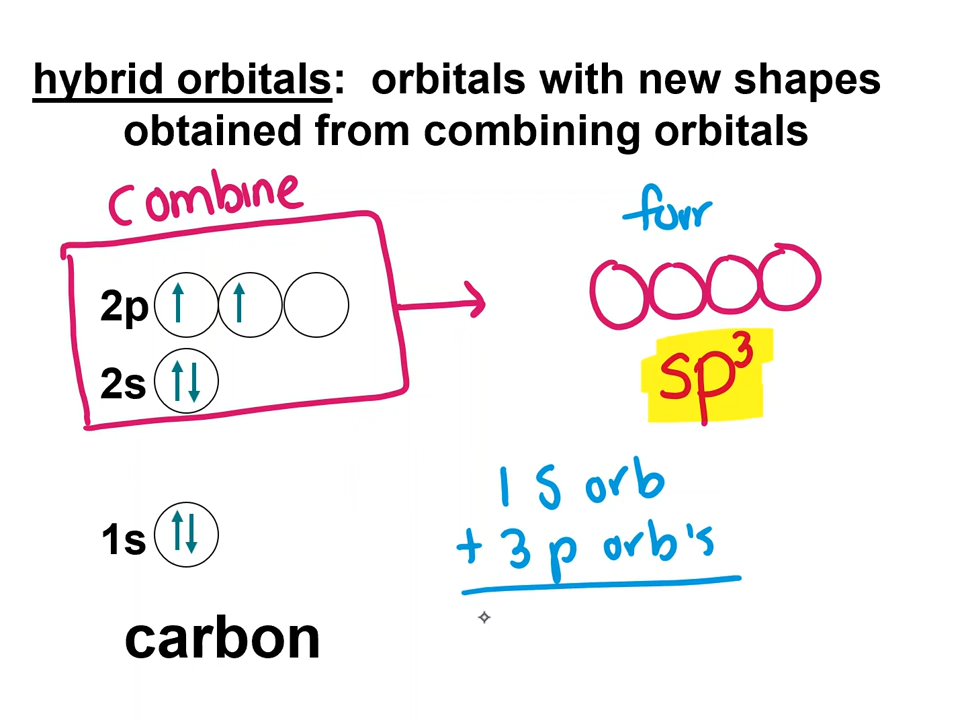 hybrid orbitals: orbitals with new shapes
obtained from combining orbitals
combine
four
2p
2s
sp³
1 s orb
+ 3 p orb's
1s
carbon